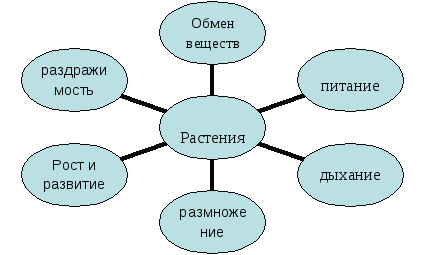 Обмен
веществ
раздражи
мость
питание
Растения
Рост и
развитие
дыхание
размноже
ние